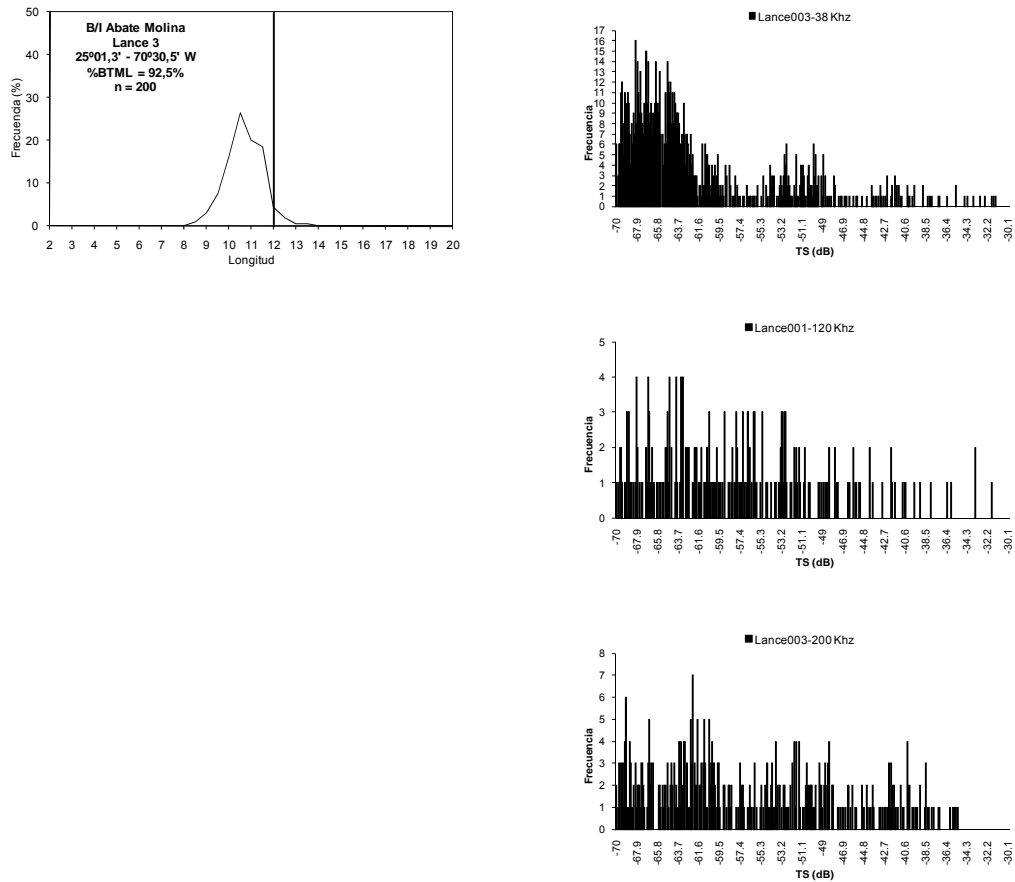 B/I Abate Molina
Lance 3
25º01,3' - 70º30,5' W
%BTML = 92,5%
n = 200
Frecuencia (%)
50
40
30
20
10
0
2 3 4 5 6 7 8 9 10 11 12 13 14 15 16 17 18 19 20
Longitud
Lance003-38 Khz
Frecuencia
17
16
15
14
13
12
11
10
9
8
7
6
5
4
3
2
1
0
-70 -67.9 -65.8 -63.7 -61.6 -59.5 -57.4 -55.3 -53.2 -51.1 -49 -46.9 -44.8 -42.7 -40.6 -38.5 -36.4 -34.3 -32.2 -30.1
TS (dB)
Lance001-120 Khz
Frecuencia
5
4
3
2
1
0
-70 -67.9 -65.8 -63.7 -61.6 -59.5 -57.4 -55.3 -53.2 -51.1 -49 -46.9 -44.8 -42.7 -40.6 -38.5 -36.4 -34.3 -32.2 -30.1
TS (dB)
Lance003-200 Khz
Frecuencia
8
7
6
5
4
3
2
1
0
-70 -67.9 -65.8 -63.7 -61.6 -59.5 -57.4 -55.3 -53.2 -51.1 -49 -46.9 -44.8 -42.7 -40.6 -38.5 -36.4 -34.3 -32.2 -30.1
TS (dB)